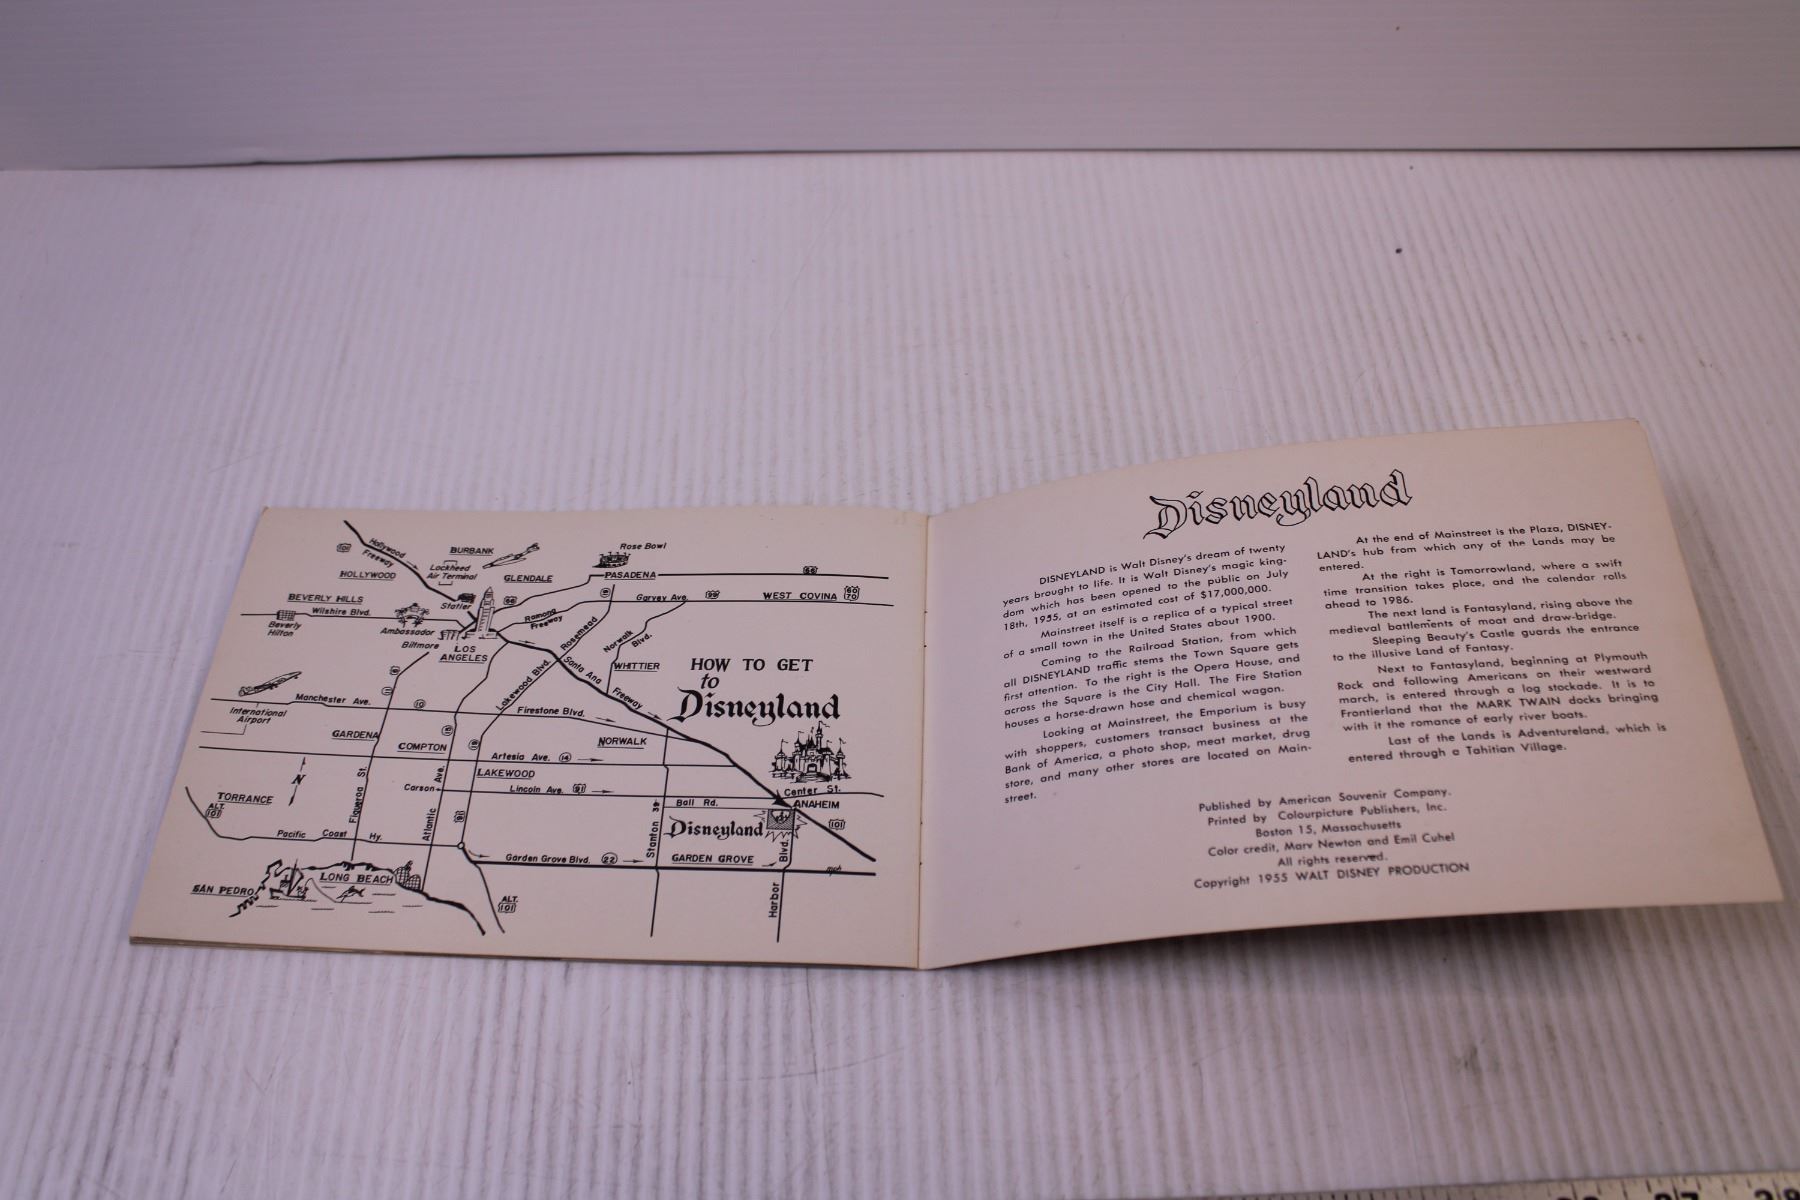 101
Hollywood
Freeway
BURBANK
Rose Bowl
HOLLYWOOD
Lockheed
Air Terminal
GLENDALE
PASADENA
66
BEVERLY HILLS
Wilshire Blvd.
Statler
66
Ramona
Freeway
Garvey Ave.
99
WEST COVINA
60
70
Beverly
Hilton
Ambassador
Biltmore
LOS
ANGELES
Rosemead
Norwalk
Blvd.
Lakewood Blvd.
Santa Ana
Freeway
WHITTIER
HOW TO GET
to
Disneyland
International
Airport
Manchester Ave.
10
Firestone Blvd.
GARDENA
COMPTON
NORWALK
Artesia Ave.
14
N
LAKEWOOD
Carson
Lincoln Ave.
91
Center St.
TORRANCE
ALT.
101
Figueroa St.
Atlantic Ave.
Ball Rd.
ANAHEIM
101
Disneyland
Stanton
39
Pacific Coast Hy.
Garden Grove Blvd.
22
GARDEN GROVE
Harbor Blvd.
mph
SAN PEDRO
LONG BEACH
ALT.
101
Disneyland
DISNEYLAND is Walt Disney's dream of twenty
years brought to life. It is Walt Disney's magic king-
dom which has been opened to the public on July
18th, 1955, at an estimated cost of $17,000,000.
Mainstreet itself is a replica of a typical street
of a small town in the United States about 1900.
Coming to the Railroad Station, from which
all DISNEYLAND traffic stems the Town Square gets
first attention. To the right is the Opera House, and
across the Square is the City Hall. The Fire Station
houses a horse-drawn hose and chemical wagon.
Looking at Mainstreet, the Emporium is busy
with shoppers, customers transact business at the
Bank of America, a photo shop, meat market, drug
store, and many other stores are located on Main-
street.
At the end of Mainstreet is the Plaza, DISNEY-
LAND's hub from which any of the Lands may be
entered.
At the right is Tomorrowland, where a swift
time transition takes place, and the calendar rolls
ahead to 1986.
The next land is Fantasyland, rising above the
medieval battlements of moat and draw-bridge.
Sleeping Beauty's Castle guards the entrance
to the illusive Land of Fantasy.
Next to Fantasyland, beginning at Plymouth
Rock and following Americans on their westward
march, is entered through a log stockade. It is to
Frontierland that the MARK TWAIN docks bringing
with it the romance of early river boats.
Last of the Lands is Adventureland, which is
entered through a Tahitian Village.
Published by American Souvenir Company.
Printed by Colourpicture Publishers, Inc.
Boston 15, Massachusetts
Color credit, Marv Newton and Emil Cuhel
All rights reserved.
Copyright 1955 WALT DISNEY PRODUCTION